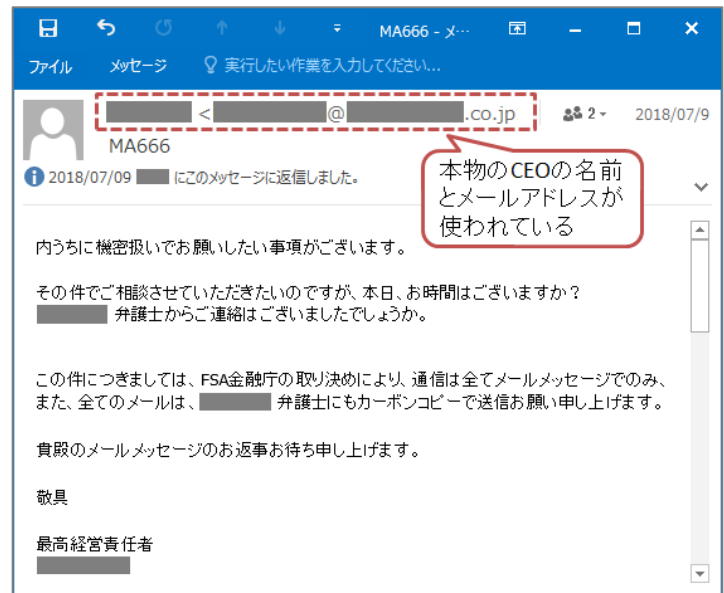 MA666 - メ…
ファイル メッセージ 実行したい作業を入力してください...
< @ .co.jp 2 2018/07/9
MA666
2018/07/09 にこのメッセージに返信しました。
本物のCEOの名前
とメールアドレスが
使われている
内うちに機密扱いでお願いしたい事項がございます。
その件でご相談させていただきたいのですが、本日、お時間はございますか？
弁護士からご連絡はございましたでしょうか。
この件につきましては、FSA金融庁の取り決めにより、通信は全てメールメッセージでのみ、
また、全てのメールは、 弁護士にもカーボンコピーで送信お願い申し上げます。
貴殿のメールメッセージのお返事お待ち申し上げます。
敬具
最高経営責任者